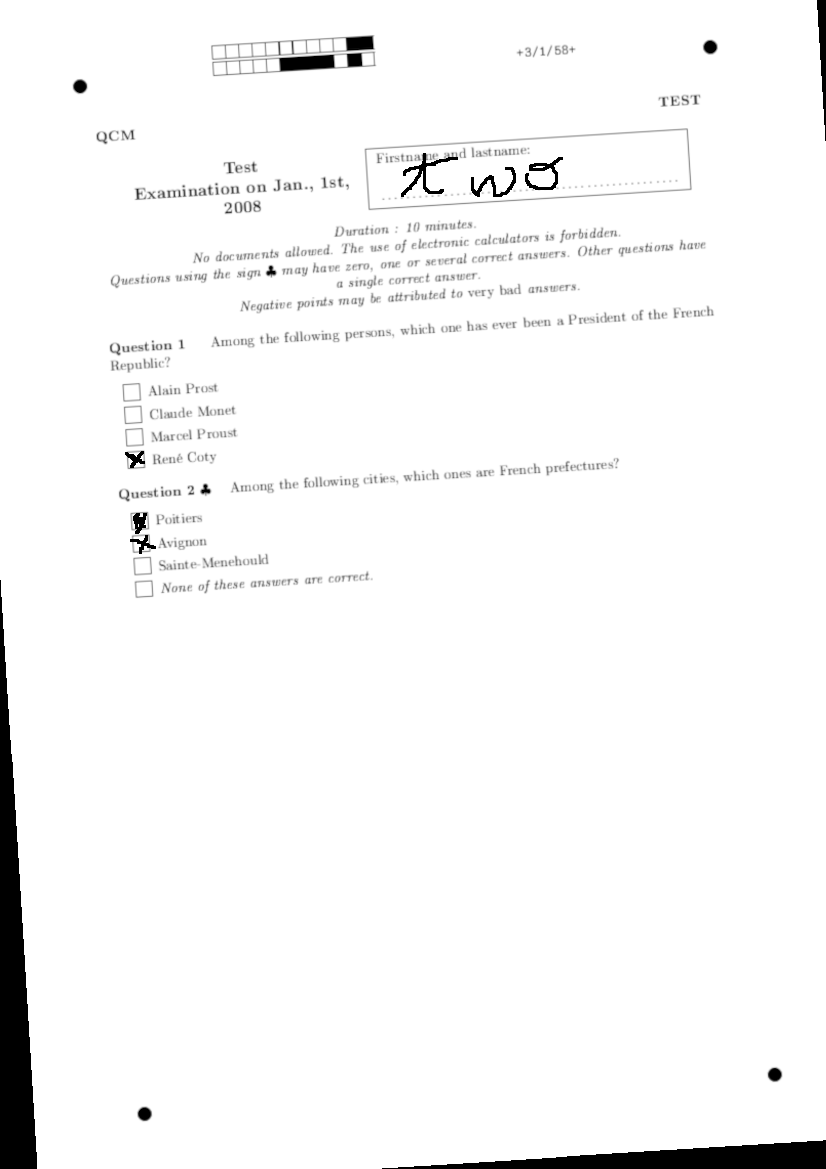 +3/1/58+
TEST
QCM
Test
Examination on Jan., 1st,
2008
Firstname and lastname:
two
Duration : 10 minutes.
No documents allowed. The use of electronic calculators is forbidden.
Questions using the sign ♣ may have zero, one or several correct answers. Other questions have
a single correct answer.
Negative points may be attributed to very bad answers.
Question 1 Among the following persons, which one has ever been a President of the French
Republic?
Alain Prost
Claude Monet
Marcel Proust
René Coty
Question 2 ♣ Among the following cities, which ones are French prefectures?
Poitiers
Avignon
Sainte-Menehould
None of these answers are correct.